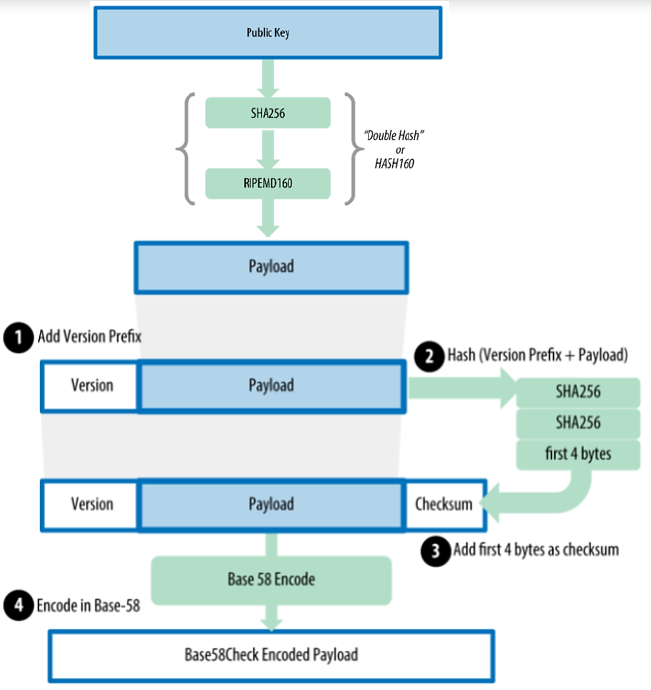 Public Key
SHA256
"Double Hash"
or
HASH160
RIPEMD160
Payload
1 Add Version Prefix
2 Hash (Version Prefix + Payload)
Version
Payload
SHA256
SHA256
first 4 bytes
Version
Payload
Checksum
3 Add first 4 bytes as checksum
Base 58 Encode
4 Encode in Base-58
Base58Check Encoded Payload